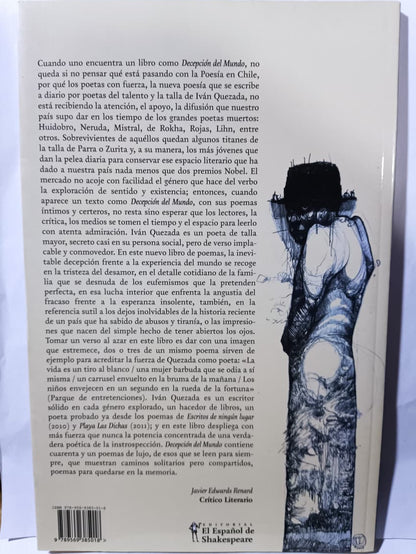 Cuando uno encuentra un libro como Decepción del Mundo, no
queda si no pensar qué está pasando con la Poesía en Chile,
por qué los poetas con fuerza, la nueva poesía que se escribe
a diario por poetas del talento y la talla de Iván Quezada, no
está recibiendo la atención, el apoyo, la difusión que nuestro
país supo dar en los tiempo de los grandes poetas muertos:
Huidobro, Neruda, Mistral, de Rokha, Rojas, Lihn, entre
otros. Sobrevivientes de aquéllos quedan algunos titanes de
la talla de Parra o Zurita y, a su manera, los más jóvenes que
dan la pelea diaria para conservar ese espacio literario que ha
dado a nuestra país nada menos que dos premios Nobel. El
mercado no acoje con facilidad el género que hace del verbo
la exploración de sentido y existencia; entonces, cuando
aparece un texto como Decepción del Mundo, con sus poemas
íntimos y certeros, no resta sino esperar que los lectores, la
crítica, los medios se tomen el tiempo y el espacio para leerlo
con atenta admiración. Iván Quezada es un poeta de talla
mayor, secreto casi en su persona social, pero de verso impla-
cable y conmovedor. En este nuevo libro de poemas, la inevi-
table decepción frente a la experiencia del mundo se recoge
en la tristeza del desamor, en el detalle cotidiano de la fami-
lia que se desnuda de los eufemismos que la pretenden
perfecta, en esa lucha interior que enfrenta la angustia del
fracaso frente a la esperanza insolente, también, en la
referencia sutil a los dejos inolvidables de la historia reciente
de un país que ha sabido de abusos y tiranía, o las impresio-
nes que nacen del simple hecho de tener abiertos los ojos.
Tomar un verso al azar en este libro es dar con una imagen
que estremece, dos o tres de un mismo poema sirven de
ejemplo para acreditar la fuerza de Quezada como poeta: «La
vida es un tiro al blanco / una mujer barbuda que se odia a sí
misma / un carrusel envuelto en la bruma de la mañana / Los
niños envejecen en un segundo en la rueda de la fortuna»
(Parque de entretenciones). Iván Quezada es un escritor
sólido en cada género explorado, un hacedor de libros, un
poeta probado ya desde los poemas de Escritos de ningún lugar
(2010) y Playa Las Dichas (2011); y en este libro despliega con
más fuerza que nunca la potencia concentrada de una verda-
dera poética de la instrospección. Decepción del Mundo contiene
cuarenta y un poemas de lujo, de esos que se leen para siem-
pre, que muestran caminos solitarios pero compartidos,
poemas para quedarse en la memoria.
Javier Edwards Renard
Crítico Literario
ISBN: 978-956-9385-01-8
9789569385018
EDITORIAL
El Español de
Shakespeare